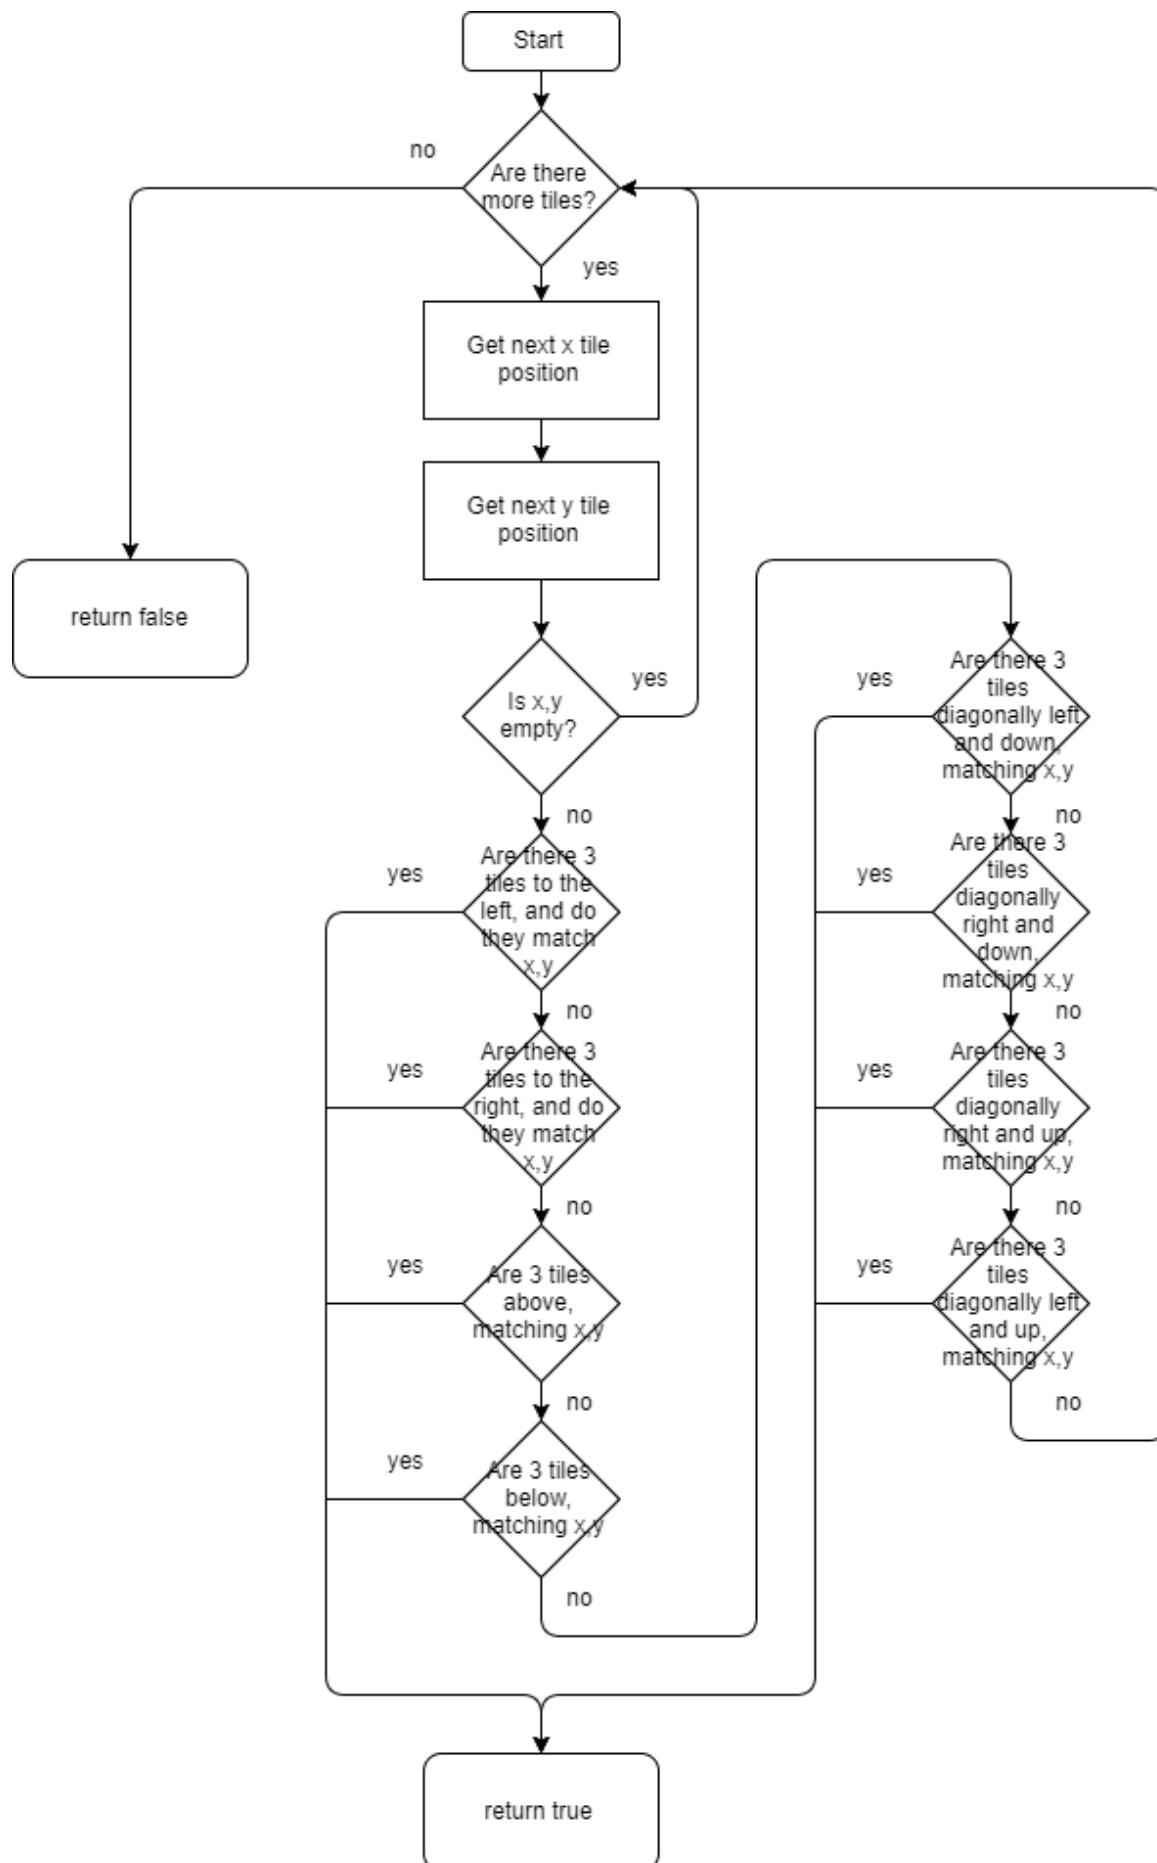 Start
no
Are there
more tiles?
yes
Get next x tile
position
Get next y tile
position
return false
Is x,y
empty?
yes
no
yes
Are there 3
tiles to the
left, and do
they match
x,y
no
yes
Are there 3
tiles to the
right, and do
they match
x,y
no
yes
Are 3 tiles
above,
matching x,y
no
yes
Are 3 tiles
below,
matching x,y
no
yes
Are there 3
tiles
diagonally left
and down,
matching x,y
no
yes
Are there 3
tiles
diagonally
right and
down,
matching x,y
no
yes
Are there 3
tiles
diagonally
right and up,
matching x,y
no
yes
Are there 3
tiles
diagonally left
and up,
matching x,y
no
return true